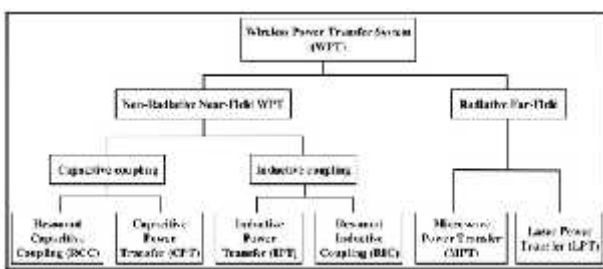 Wireless Power Transfer System
(WPT)
Non-Radiative Near-Field WPT
Radiative Far-Field
Capacitive coupling
Inductive coupling
Resonant
Capacitive
Coupling (RCC)
Capacitive
Power
Transfer (CPT)
Inductive
Power
Transfer (IPT)
Resonant
Inductive
Coupling (RIC)
Microwave
Power Transfer
(MPT)
Laser Power
Transfer (LPT)